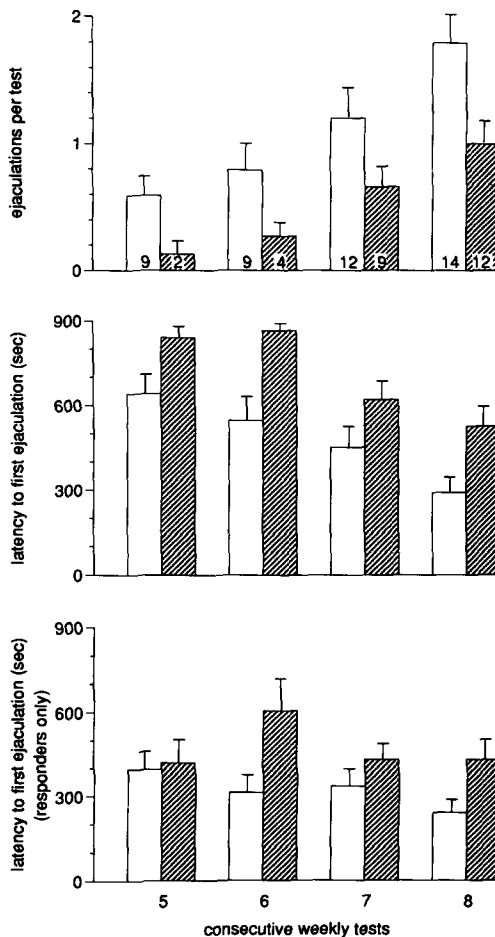 ejaculations per test
2
1
0
9 2 9 4 12 9 14 12
latency to first ejaculation (sec)
900
600
300
0
latency to first ejaculation (sec)
(responders only)
900
600
300
0
5 6 7 8
consecutive weekly tests